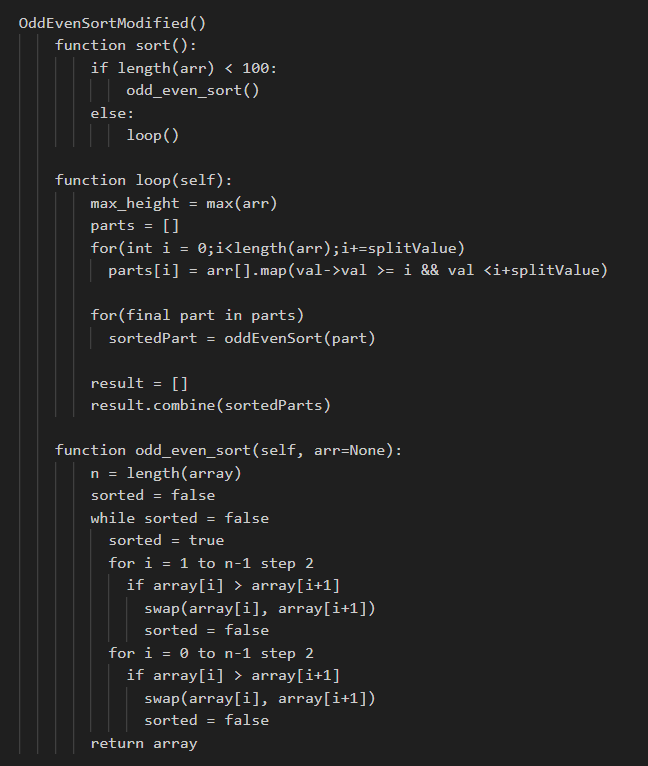 OddEvenSortModified()
function sort():
if length(arr) < 100:
odd_even_sort()
else:
loop()
function loop(self):
max_height = max(arr)
parts = []
for(int i = 0;i<length(arr);i+=splitValue)
parts[i] = arr[].map(val->val >= i && val <i+splitValue)
for(final part in parts)
sortedPart = oddEvenSort(part)
result = []
result.combine(sortedParts)
function odd_even_sort(self, arr=None):
n = length(array)
sorted = false
while sorted = false
sorted = true
for i = 1 to n-1 step 2
if array[i] > array[i+1]
swap(array[i], array[i+1])
sorted = false
for i = 0 to n-1 step 2
if array[i] > array[i+1]
swap(array[i], array[i+1])
sorted = false
return array